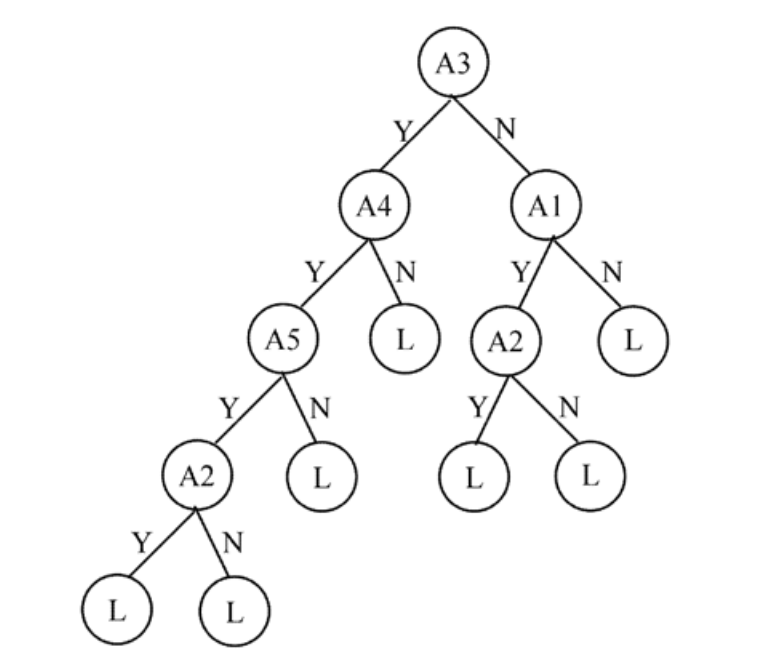 A3
Y N
A4 A1
Y N Y N
A5 L A2 L
Y N Y N
A2 L L L
Y N
L L